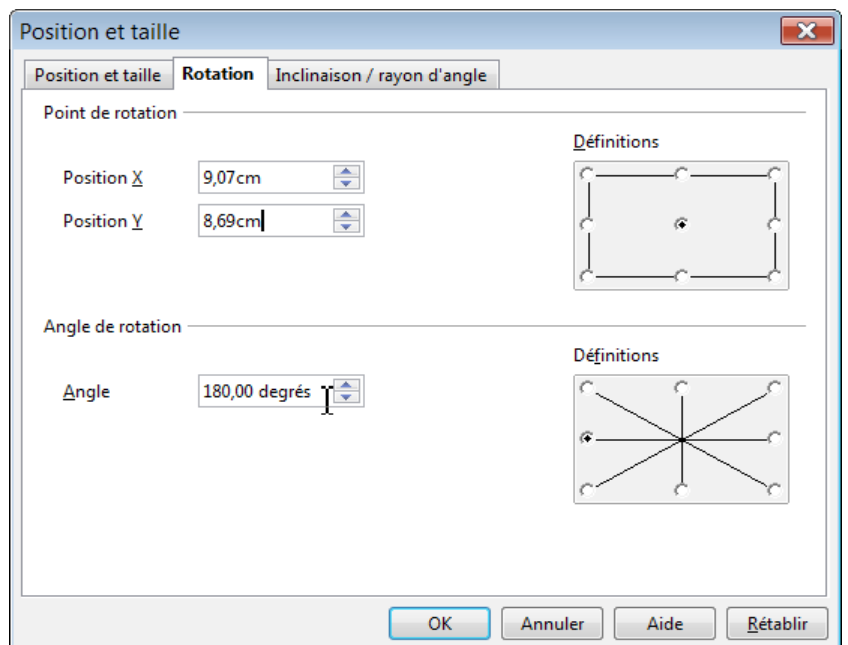 Position et taille
Position et taille Rotation Inclinaison / rayon d'angle
Point de rotation
Définitions
Position X 9,07cm
Position Y 8,69cm
Angle de rotation
Définitions
Angle 180,00 degrés
OK Annuler Aide Rétablir